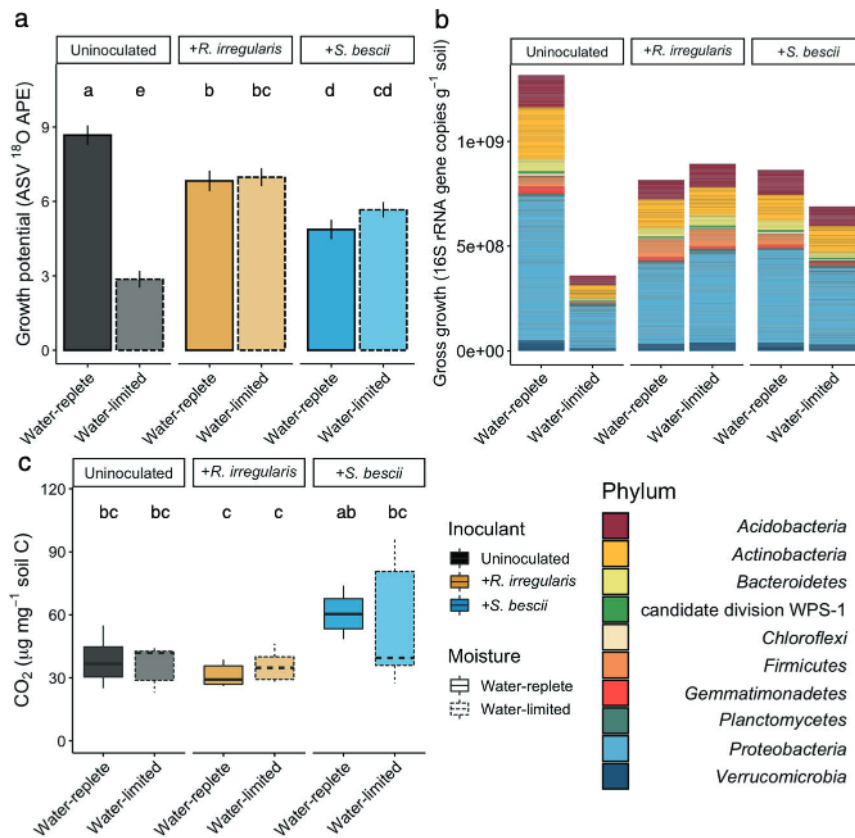 a
Uninoculated
+R. irregularis
+S. bescii
a
e
b
bc
d
cd
Growth potential (ASV ¹⁸O APE)
9
6
3
0
Water-replete
Water-limited
Water-replete
Water-limited
Water-replete
Water-limited
b
Uninoculated
+R. irregularis
+S. bescii
Gross growth (16S rRNA gene copies g⁻¹ soil)
1e+09
5e+08
0e+00
Water-replete
Water-limited
Water-replete
Water-limited
Water-replete
Water-limited
c
Uninoculated
+R. irregularis
+S. bescii
bc
bc
c
c
ab
bc
CO₂ (µg mg⁻¹ soil C)
120
90
60
30
0
Water-replete
Water-limited
Water-replete
Water-limited
Water-replete
Water-limited
Inoculant
Uninoculated
+R. irregularis
+S. bescii
Moisture
Water-replete
Water-limited
Phylum
Acidobacteria
Actinobacteria
Bacteroidetes
candidate division WPS-1
Chloroflexi
Firmicutes
Gemmatimonadetes
Planctomycetes
Proteobacteria
Verrucomicrobia